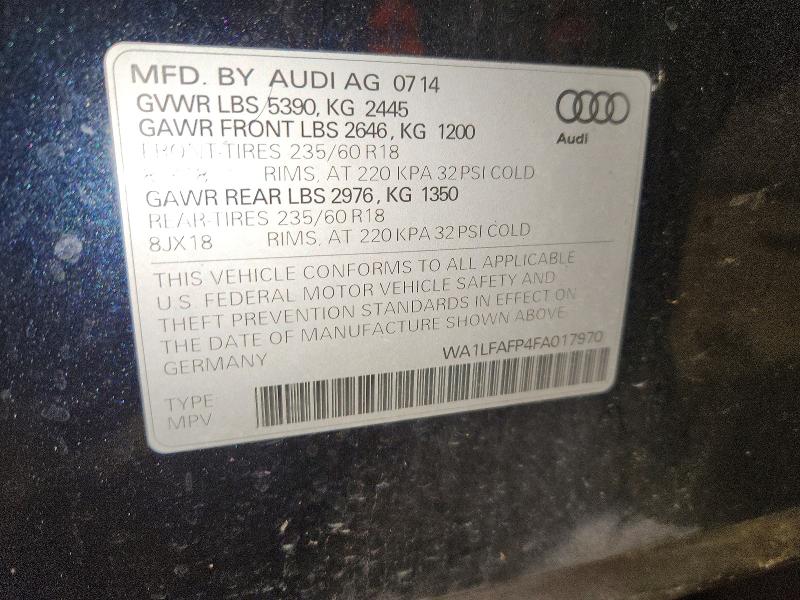 MFD. BY AUDI AG 07 14
GVWR LBS 5390, KG 2445
GAWR FRONT LBS 2646, KG 1200
FRONT-TIRES 235/60 R18
RIMS, AT 220 KPA 32 PSI COLD
GAWR REAR LBS 2976, KG 1350
REAR-TIRES 235/60 R18
8JX18 RIMS, AT 220 KPA 32 PSI COLD
Audi
THIS VEHICLE CONFORMS TO ALL APPLICABLE
U.S. FEDERAL MOTOR VEHICLE SAFETY AND
THEFT PREVENTION STANDARDS IN EFFECT ON
THE DATE OF MANUFACTURE SHOWN ABOVE
GERMANY WA1LFAFP4FA017970
TYPE
MPV